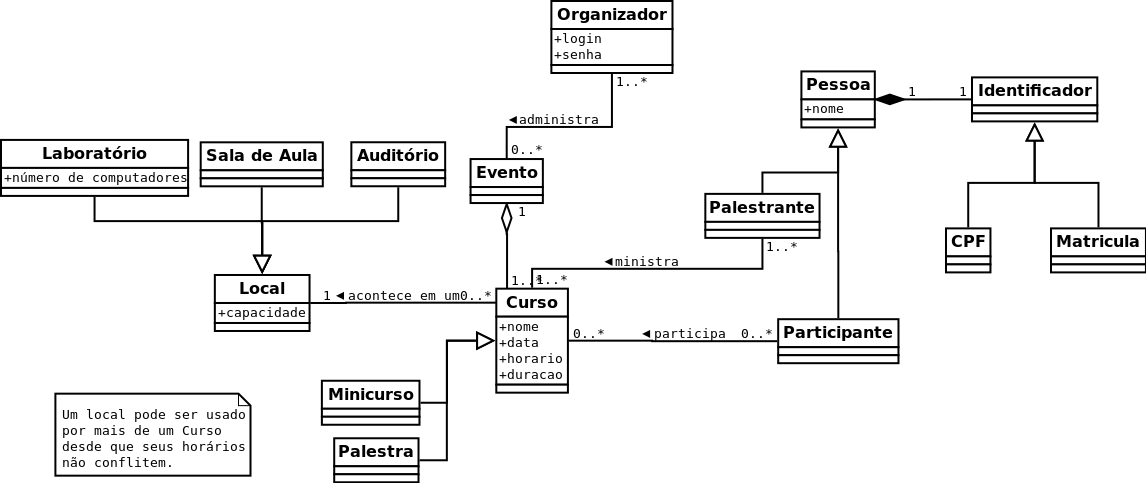 Organizador
+login
+senha
1..*
◄administra
0..*
Pessoa
+nome
1
1
Identificador
Laboratório
+número de computadores
Sala de Aula
Auditório
Evento
1
1..*
Palestrante
1..*
◄ministra
1..*
CPF
Matricula
Local
+capacidade
1
◄acontece em um
0..*
Curso
+nome
+data
+horario
+duracao
0..*
◄participa
0..*
Participante
Minicurso
Palestra
Um local pode ser usado
por mais de um Curso
desde que seus horários
não conflitem.